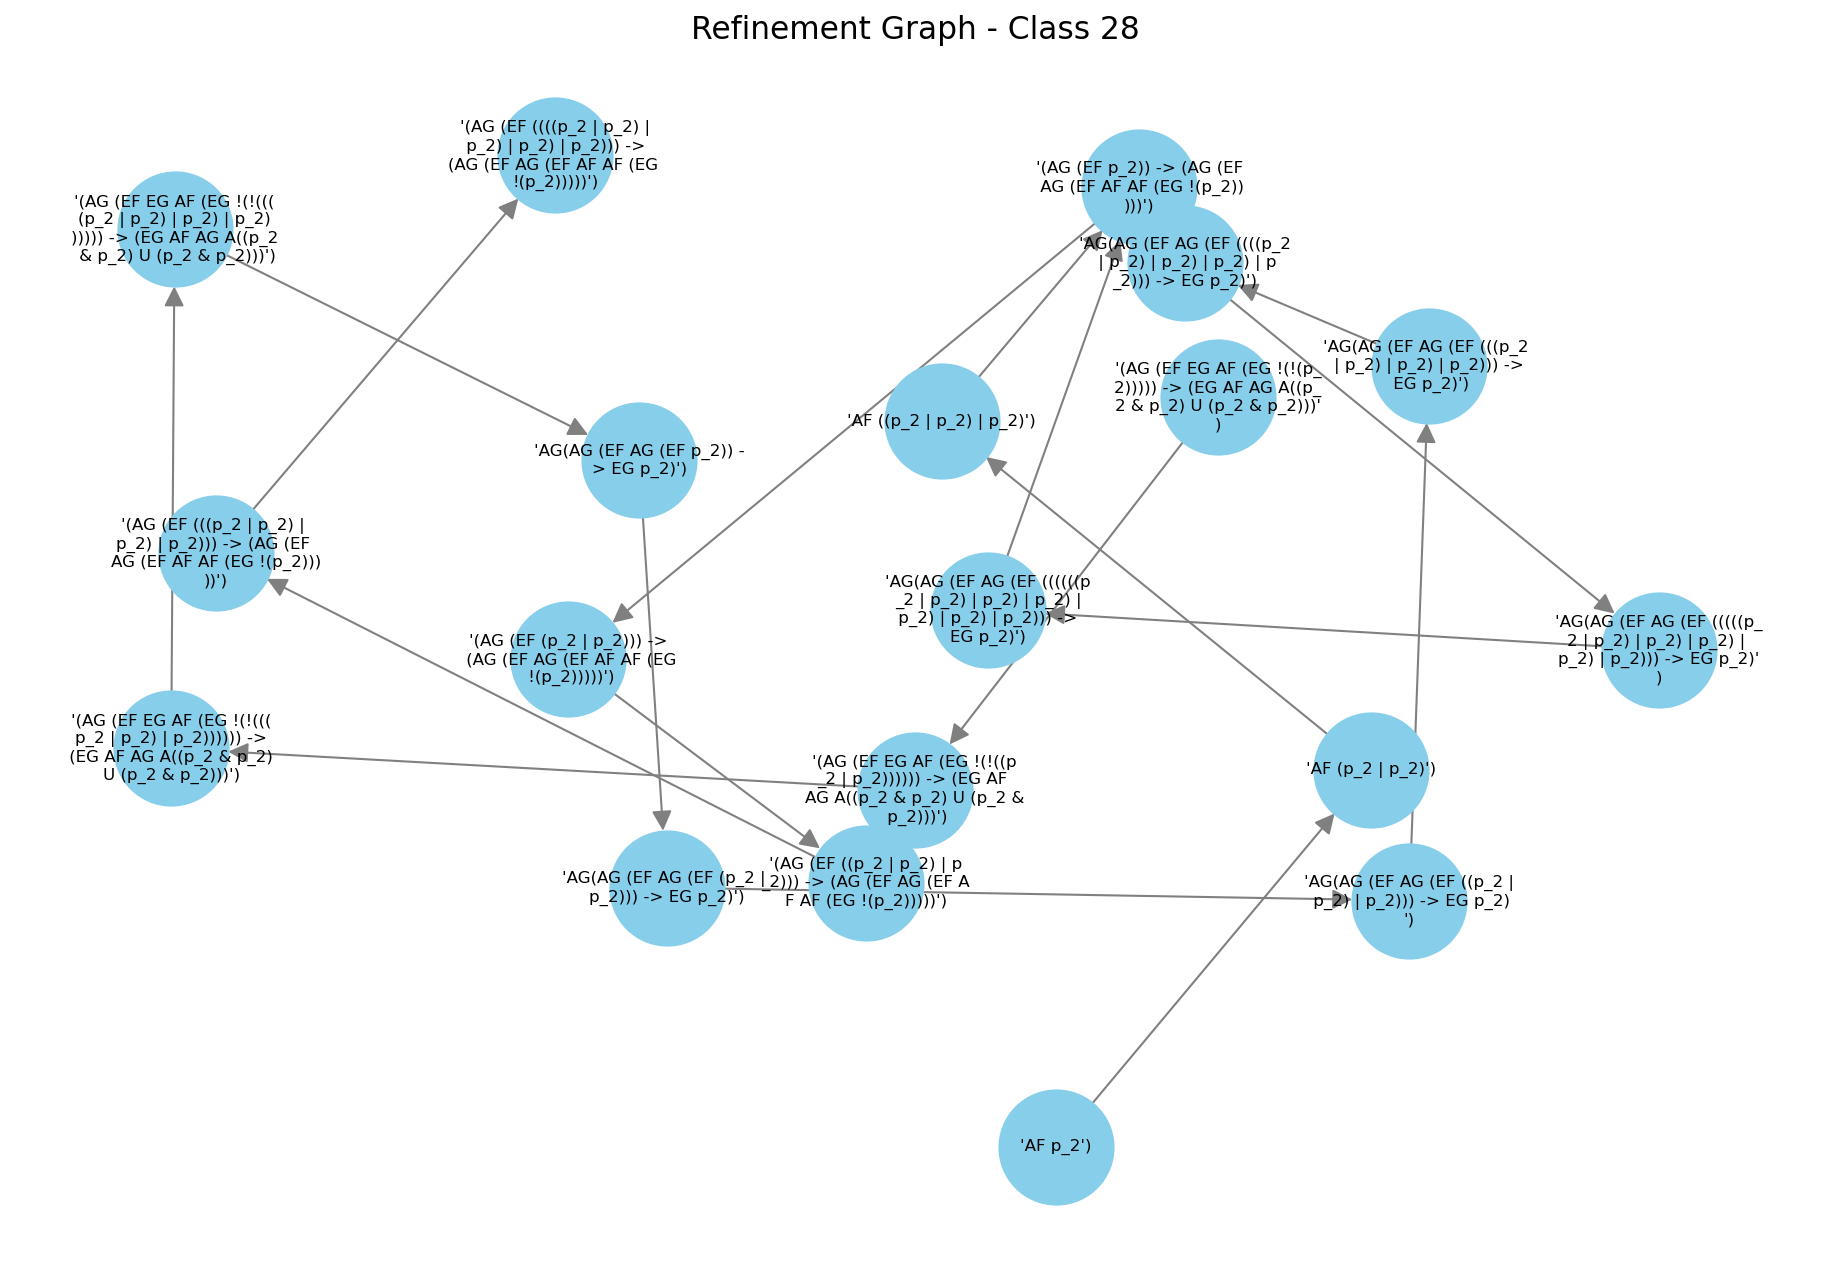 Refinement Graph - Class 28
'(AG (EF ((((p_2 | p_2) |
p_2) | p_2) | p_2))) ->
(AG (EF AG (EF AF AF (EG
!(p_2)))))')
'(AG (EF p_2)) -> (AG (EF
AG (EF AF AF (EG !(p_2))
)))')
'(AG (EF EG AF (EG !(!(((
(p_2 | p_2) | p_2) | p_2)
))))) -> (EG AF AG A((p_2
& p_2) U (p_2 & p_2)))')
'AG(AG (EF AG (EF ((((p_2
| p_2) | p_2) | p_2) | p
_2))) -> EG p_2)')
'AG(AG (EF AG (EF (((p_2
| p_2) | p_2) | p_2))) ->
EG p_2)')
'(AG (EF EG AF (EG !(!(p_
2))))) -> (EG AF AG A((p_
2 & p_2) U (p_2 & p_2)))'
)
'AF ((p_2 | p_2) | p_2)')
'AG(AG (EF AG (EF p_2)) -
> EG p_2)')
'(AG (EF (((p_2 | p_2) |
p_2) | p_2))) -> (AG (EF
AG (EF AF AF (EG !(p_2)))
))')
'AG(AG (EF AG (EF ((((((p
_2 | p_2) | p_2) | p_2) |
p_2) | p_2) | p_2))) ->
EG p_2)')
'(AG (EF (p_2 | p_2))) ->
(AG (EF AG (EF AF AF (EG
!(p_2)))))')
'AG(AG (EF AG (EF (((((p_
2 | p_2) | p_2) | p_2) |
p_2) | p_2))) -> EG p_2)'
)
'(AG (EF EG AF (EG !(!(((
p_2 | p_2) | p_2)))))) ->
(EG AF AG A((p_2 & p_2)
U (p_2 & p_2)))')
'(AG (EF EG AF (EG !(!((p
_2 | p_2)))))) -> (EG AF
AG A((p_2 & p_2) U (p_2 &
p_2)))')
'AF (p_2 | p_2)')
'AG(AG (EF AG (EF (p_2 |
p_2))) -> EG p_2)')
'(AG (EF ((p_2 | p_2) | p
_2))) -> (AG (EF AG (EF A
F AF (EG !(p_2)))))')
'AG(AG (EF AG (EF ((p_2 |
p_2) | p_2))) -> EG p_2)
')
'AF p_2')